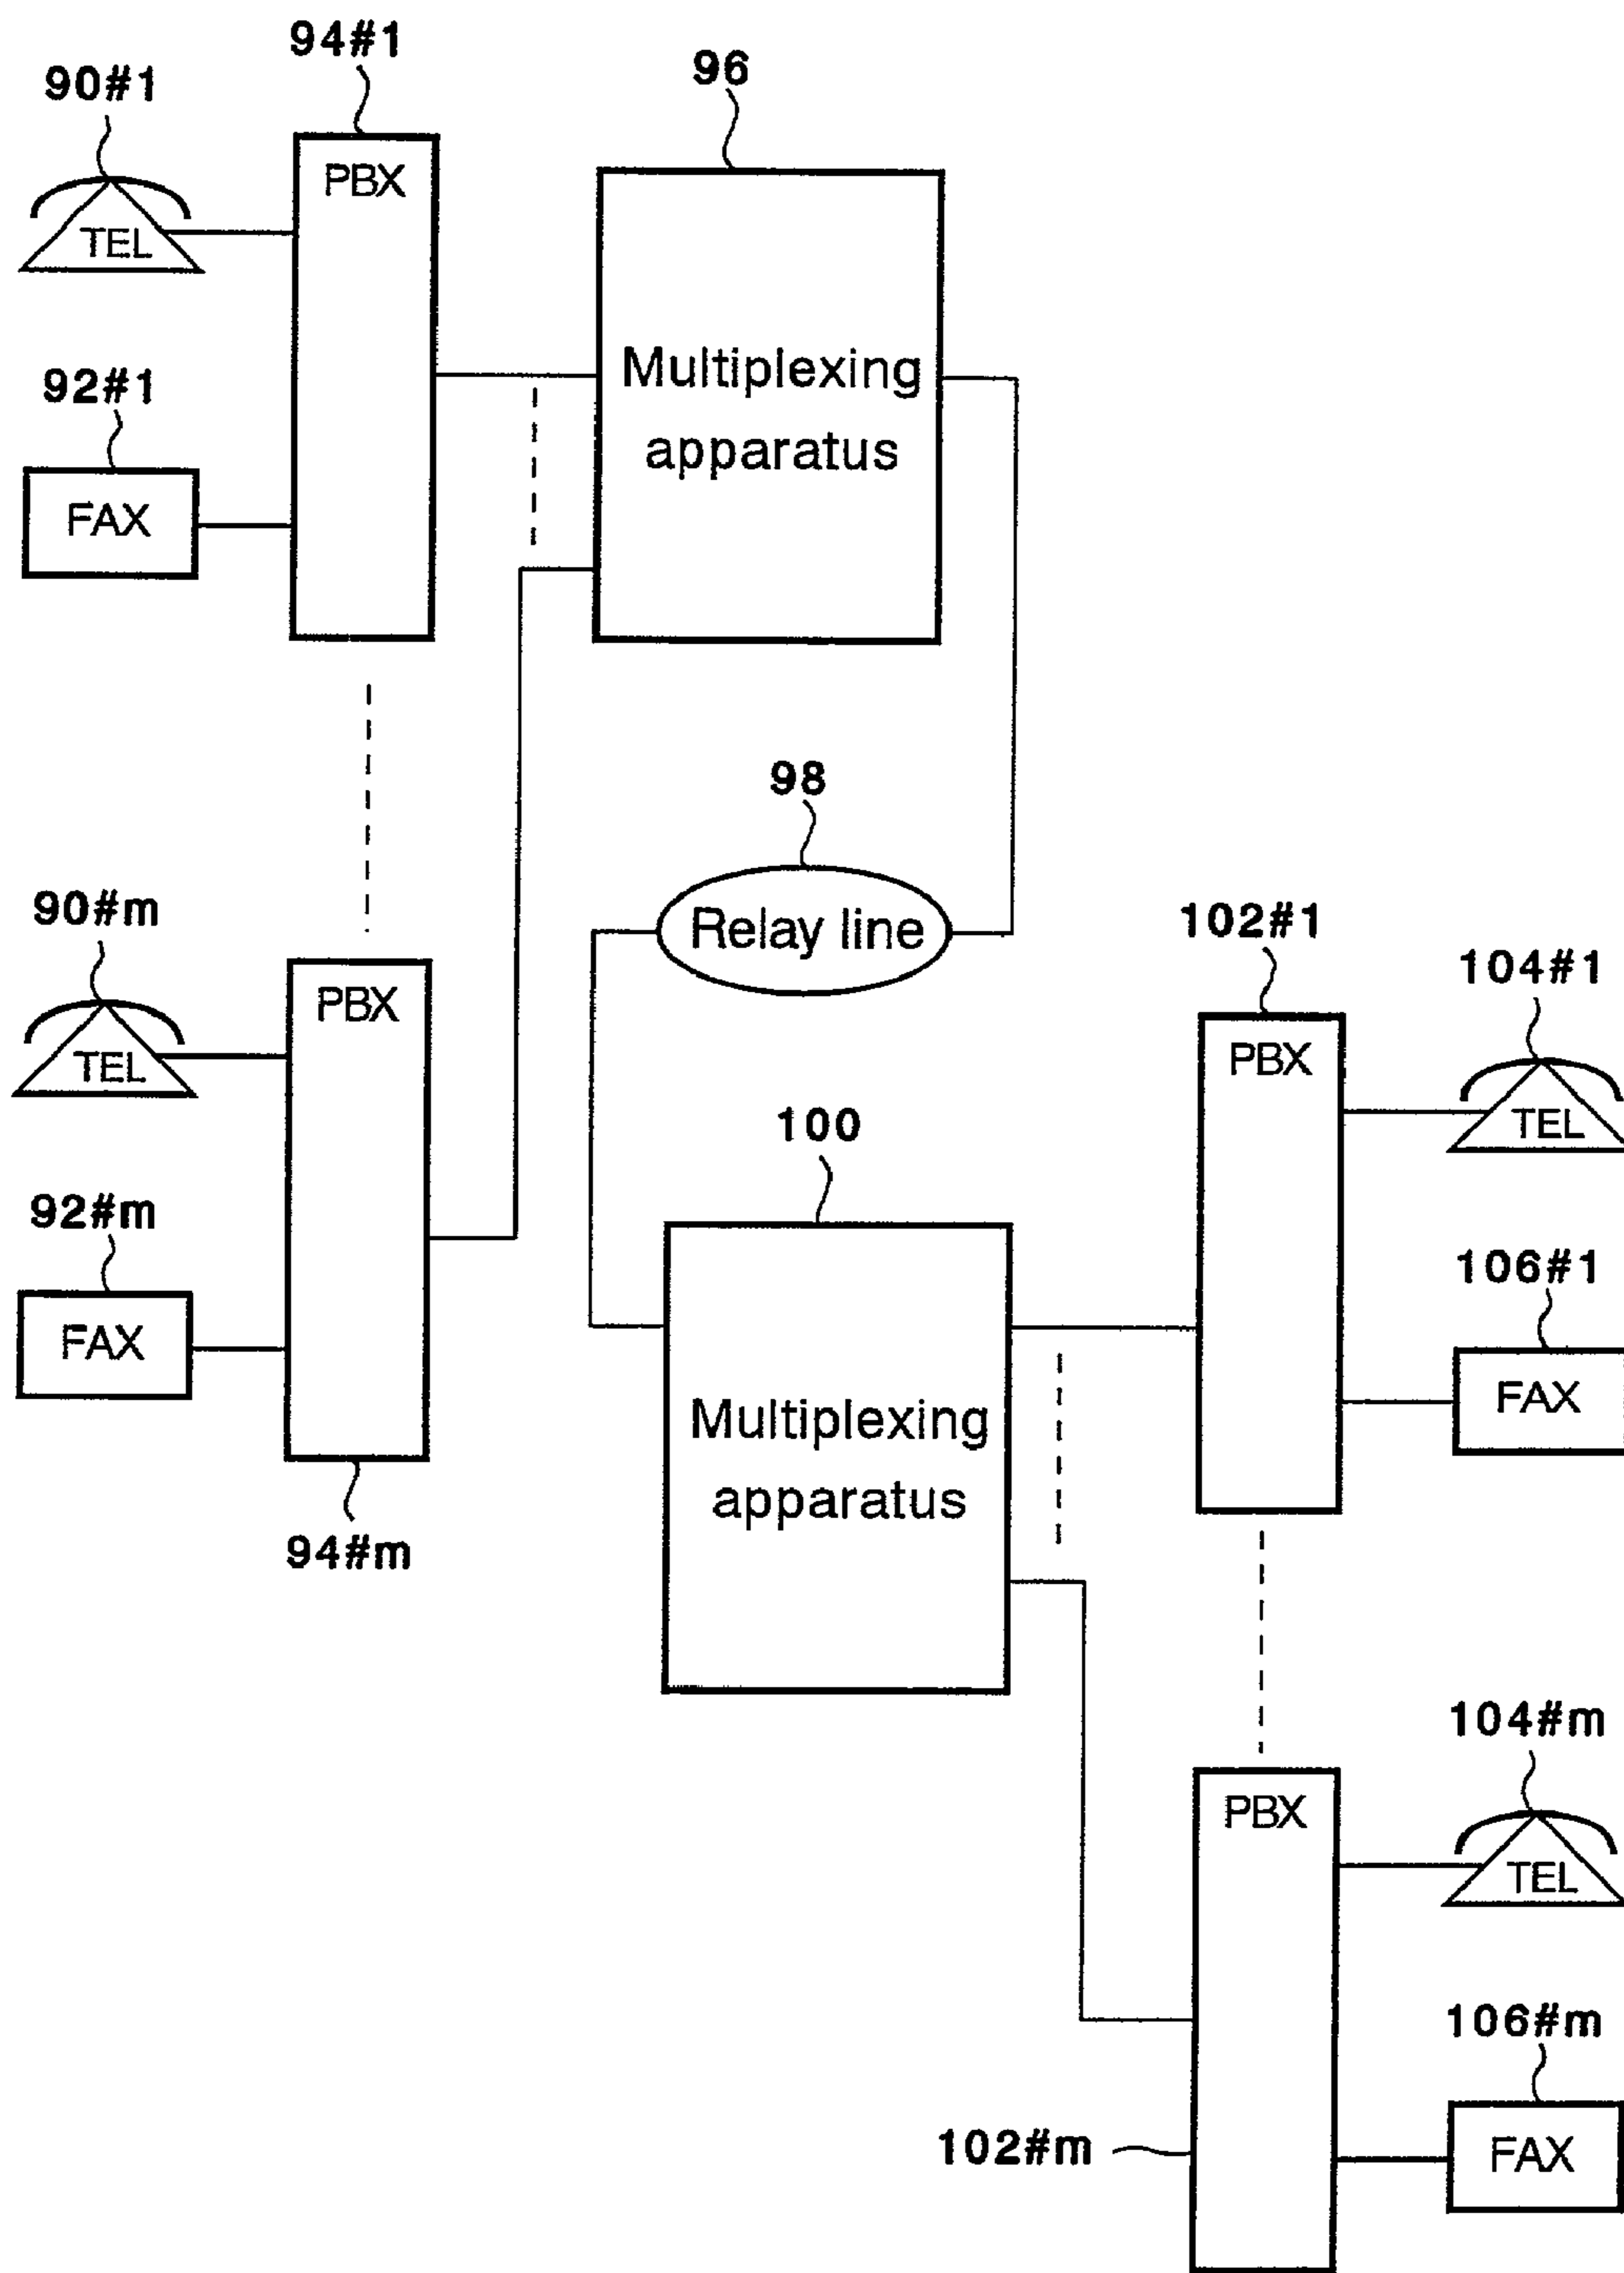 94#1
90#1
96
PBX
TEL
Multiplexing
apparatus
92#1
FAX
98
Relay line
90#m
PBX
TEL
102#1
104#1
PBX
TEL
100
92#m
FAX
106#1
FAX
Multiplexing
apparatus
94#m
104#m
PBX
TEL
106#m
102#m
FAX